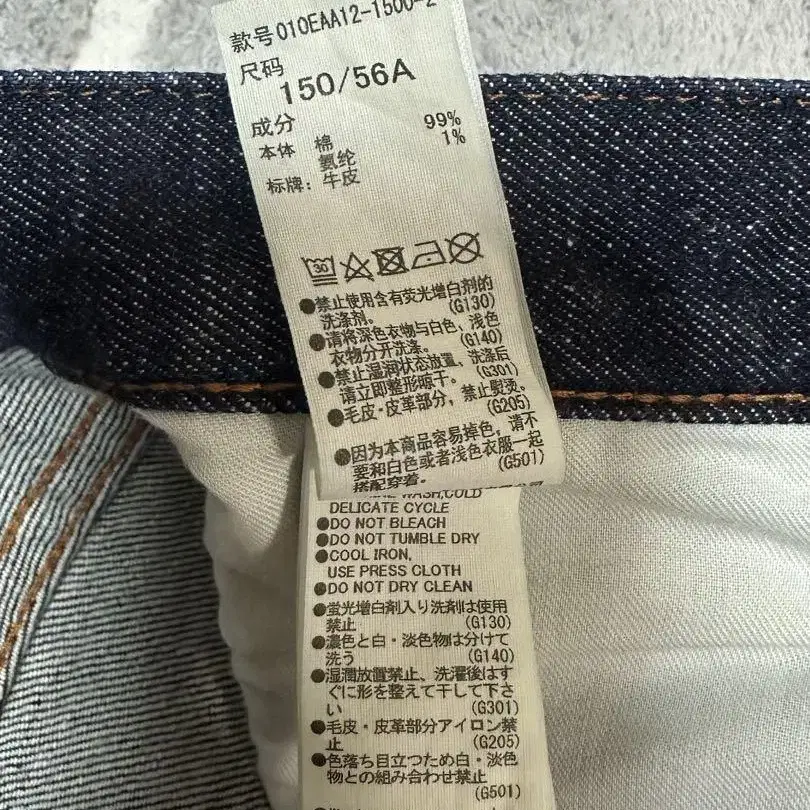 款号010EAA12-1500-2
尺码
150/56A
成分
本体 棉 99%
氨纶 1%
标牌: 牛皮
30
●禁止使用含有荧光增白剂的
洗涤剂。 (G130)
●请将深色衣物与白色、浅色
衣物分开洗涤。 (G140)
●禁止湿润状态放置、洗涤后
请立即整形晾干。 (G301)
●毛皮・皮革部分，禁止熨烫。
(G205)
●因为本商品容易掉色，请不
要和白色或者浅色衣服一起
搭配穿着。 (G501)
WASH,COLD
DELICATE CYCLE
●DO NOT BLEACH
●DO NOT TUMBLE DRY
●COOL IRON,
USE PRESS CLOTH
●DO NOT DRY CLEAN
●蛍光増白剤入り洗剤は使用
禁止 (G130)
●濃色と白・淡色物は分けて
洗う (G140)
●湿潤放置禁止、洗濯後はす
ぐに形を整えて干して下さ
い (G301)
●毛皮・皮革部分アイロン禁
止 (G205)
●色落ち目立つため白・淡色
物との組み合わせ禁止
(G501)